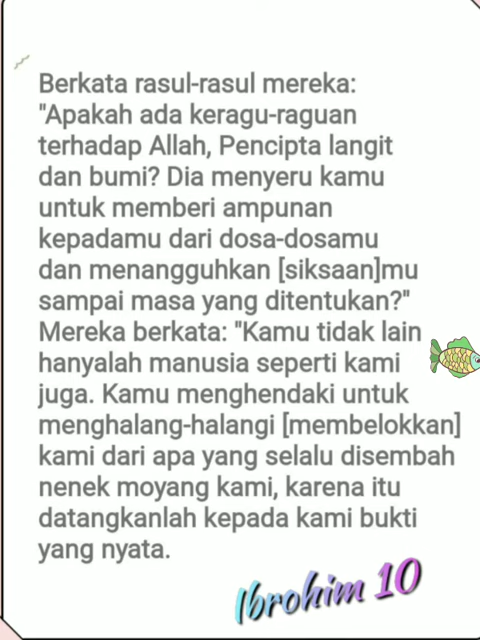 Berkata rasul-rasul mereka:
"Apakah ada keragu-raguan
terhadap Allah, Pencipta langit
dan bumi? Dia menyeru kamu
untuk memberi ampunan
kepadamu dari dosa-dosamu
dan menangguhkan [siksaan]mu
sampai masa yang ditentukan?"
Mereka berkata: "Kamu tidak lain
hanyalah manusia seperti kami
juga. Kamu menghendaki untuk
menghalang-halangi [membelokkan]
kami dari apa yang selalu disembah
nenek moyang kami, karena itu
datangkanlah kepada kami bukti
yang nyata.
Ibrohim 10